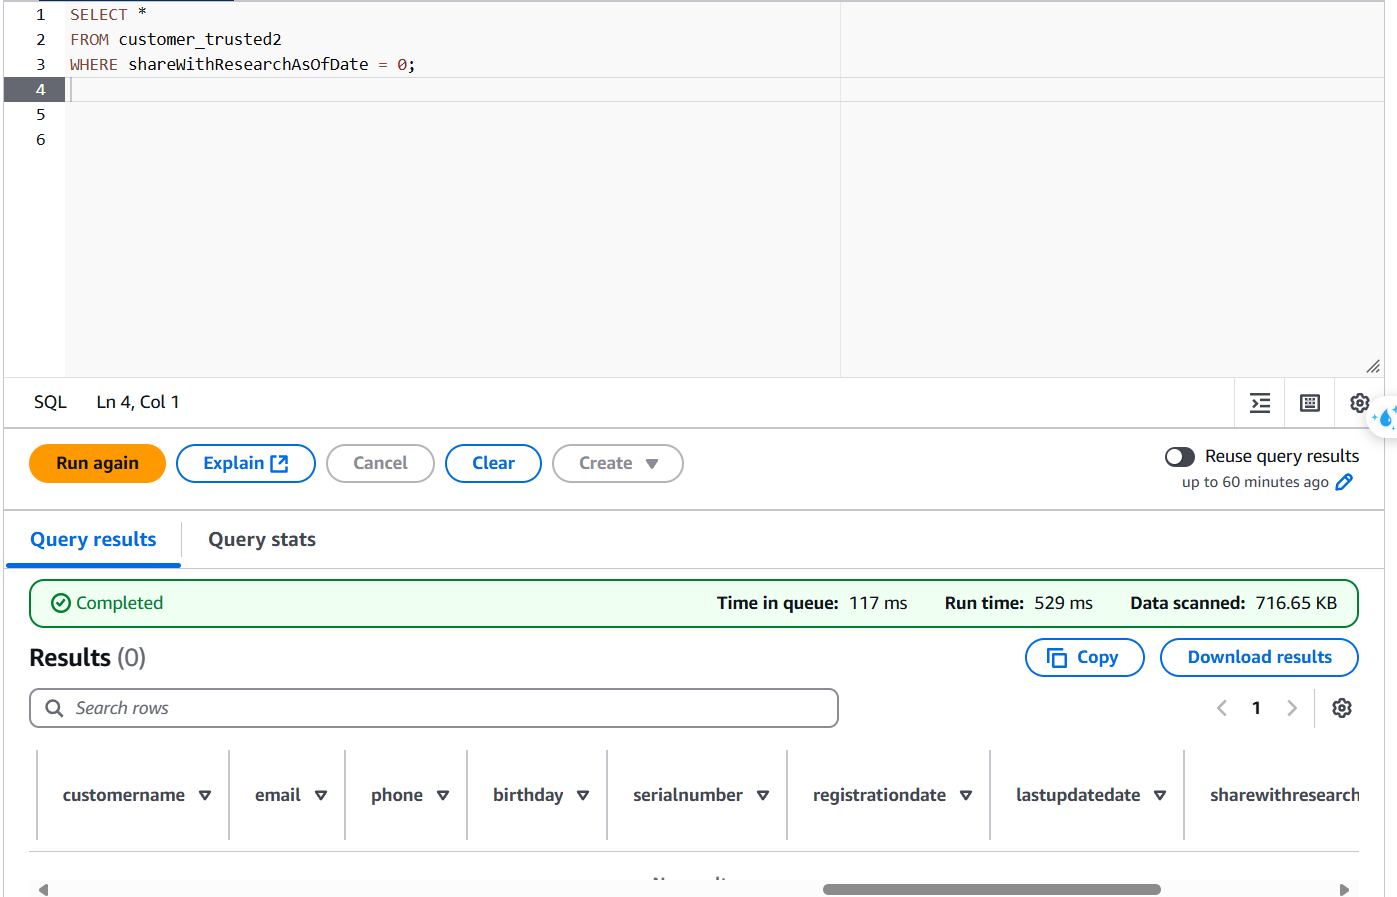 1 SELECT *
2 FROM customer_trusted2
3 WHERE shareWithResearchAsOfDate = 0;
4
5
6
SQL Ln 4, Col 1
Run again Explain Cancel Clear Create
Reuse query results
up to 60 minutes ago
Query results Query stats
Completed Time in queue: 117 ms Run time: 529 ms Data scanned: 716.65 KB
Results (0) Copy Download results
Search rows 1
customername email phone birthday serialnumber registrationdate lastupdatedate sharewithresearch